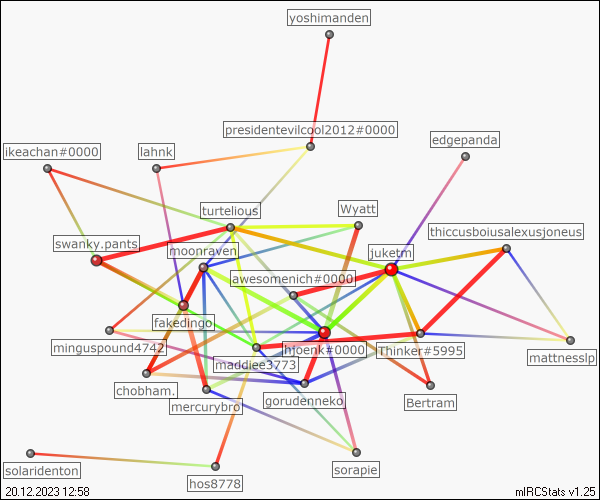 yoshimanden
presidentevilcool2012#0000
edgepanda
ikeachan#0000
lahnk
turtelious
Wyatt
thiccusboiusalexusjoneus
swanky.pants
moonraven
juketm
awesomenich#0000
fakedingo
minguspound4742
hjoenk#0000
Thinker#5995
mattnesslp
maddiee3773
chobham.
mercurybro
gorudenneko
Bertram
solaridenton
hos8778
sorapie
20.12.2023 12:58
mIRCStats v1.25